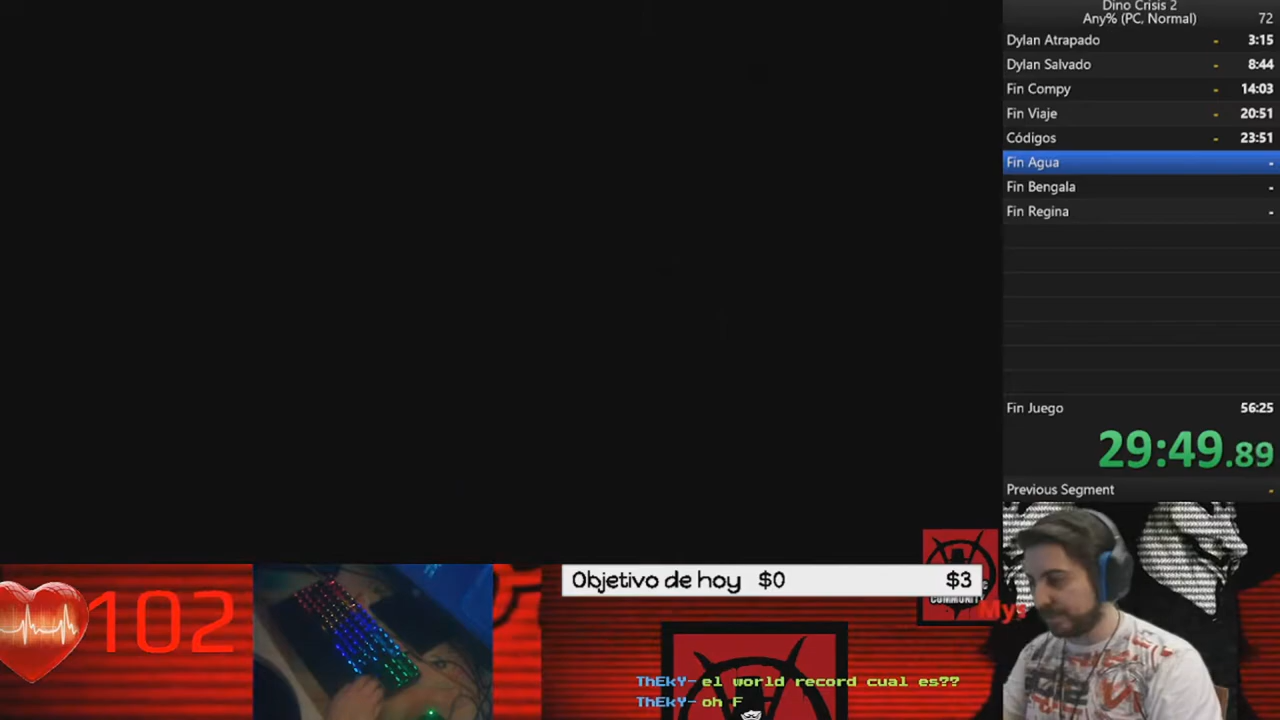 Dino Crisis 2
Any% (PC, Normal) 72
Dylan Atrapado - 3:15
Dylan Salvado - 8:44
Fin Compy - 14:03
Fin Viaje - 20:51
Códigos - 23:51
Fin Agua -
Fin Bengala -
Fin Regina -
Fin Juego 56:25
29:49.89
Previous Segment -
102
Objetivo de hoy $0 $3
COMMUNITY
ThEkY- el world record cual es??
ThEkY- oh F